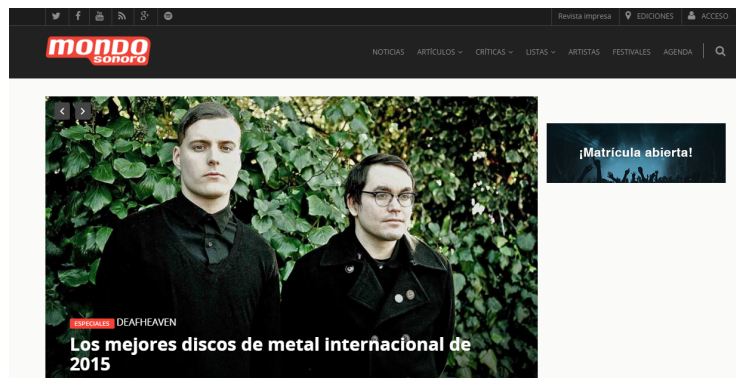 Revista impresa EDICIONES ACCESO
MONDO
SONORO
NOTICIAS ARTÍCULOS CRÍTICAS LISTAS ARTISTAS FESTIVALES AGENDA
¡Matrícula abierta!
ESPECIALES DEAFHEAVEN
Los mejores discos de metal internacional de
2015